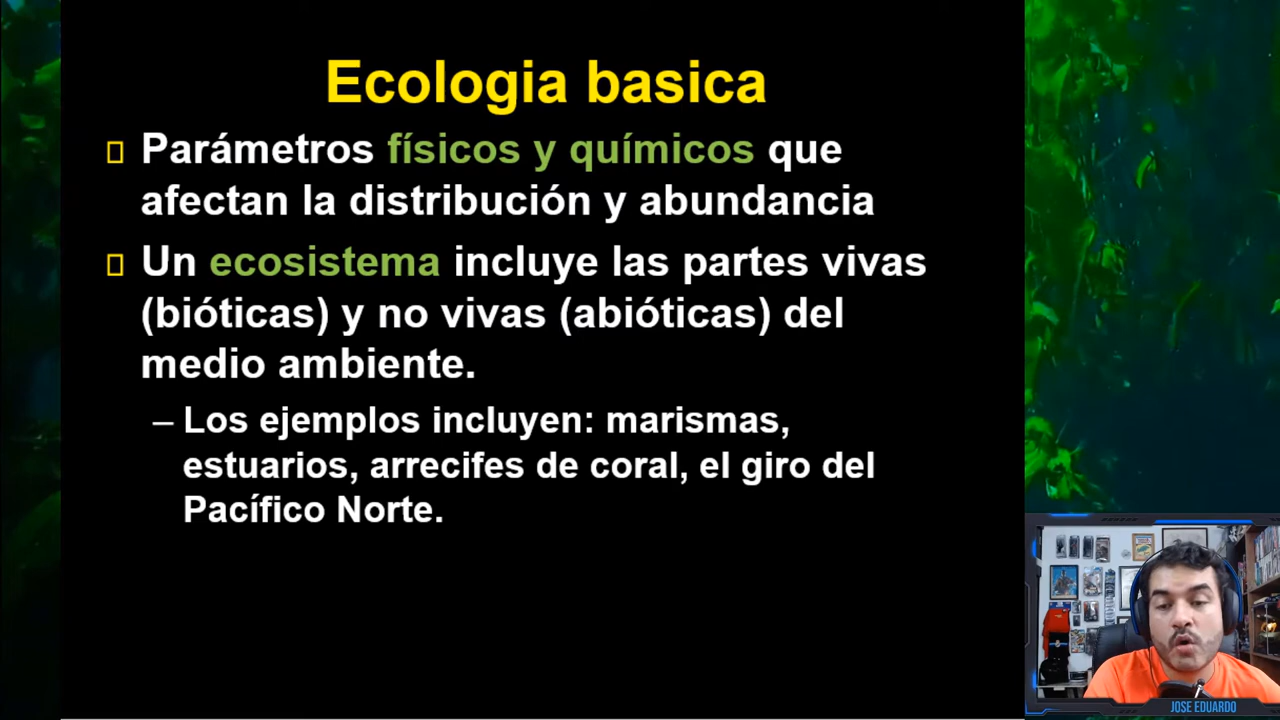 Ecologia basica
Parámetros físicos y químicos que
afectan la distribución y abundancia
Un ecosistema incluye las partes vivas
(bióticas) y no vivas (abióticas) del
medio ambiente.
– Los ejemplos incluyen: marismas,
estuarios, arrecifes de coral, el giro del
Pacífico Norte.
JOSE EDUARDO